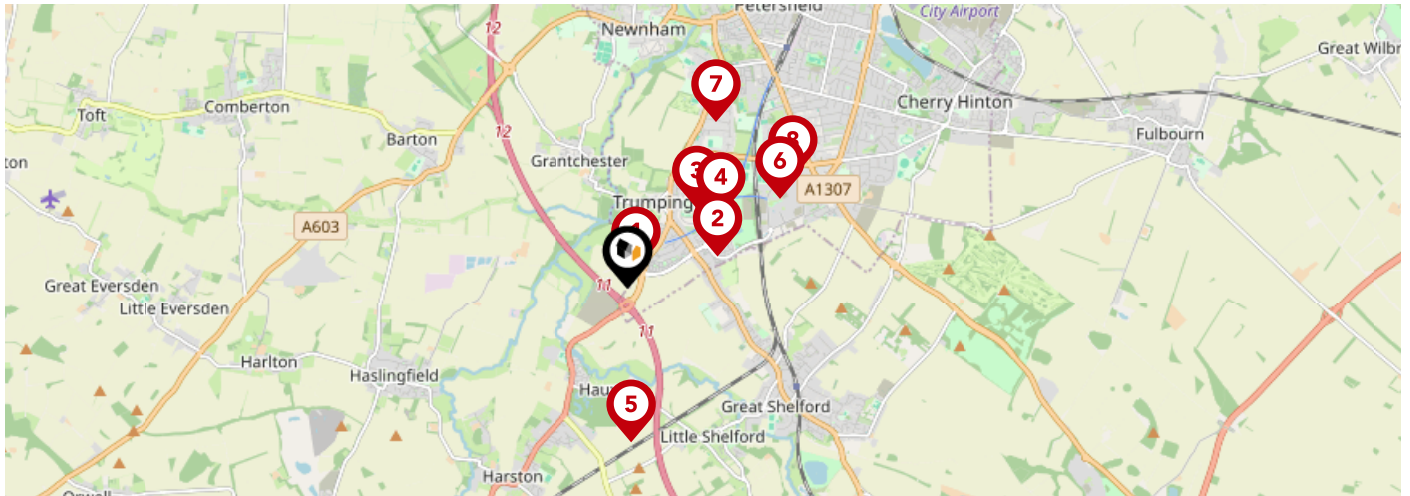 Petersfield
City Airport
12
Newnham
Great Wilbr
7
Comberton
Cherry Hinton
Toft
12
Barton
8
Fulbourn
ton
Grantchester
6
3
4
A1307
Trumping
2
A603
11
Great Eversden
Little Eversden
11
Harlton
Haslingfield
Hau
5
Great Shelford
Little Shelford
Harston
Orwell